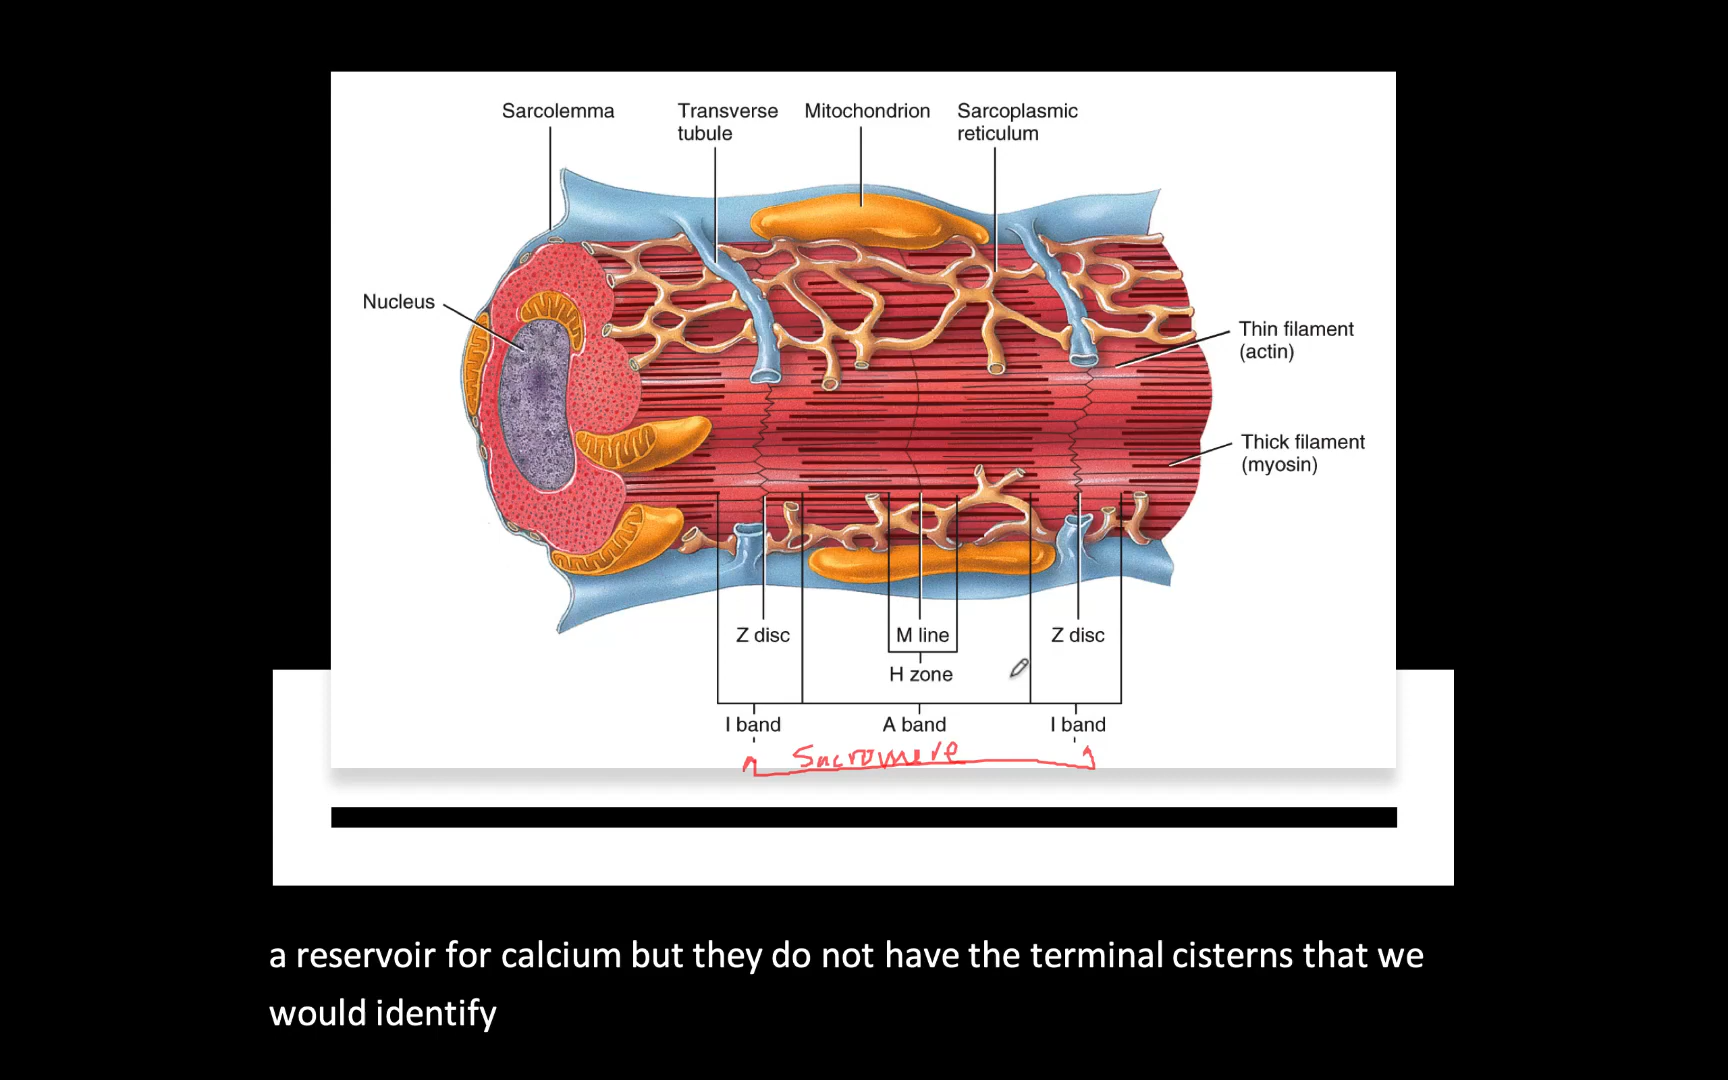 Sarcolemma
Transverse
tubule
Mitochondrion
Sarcoplasmic
reticulum
Nucleus
Thin filament
(actin)
Thick filament
(myosin)
Z disc
M line
Z disc
H zone
I band
A band
I band
Sacromere
a reservoir for calcium but they do not have the terminal cisterns that we
would identify